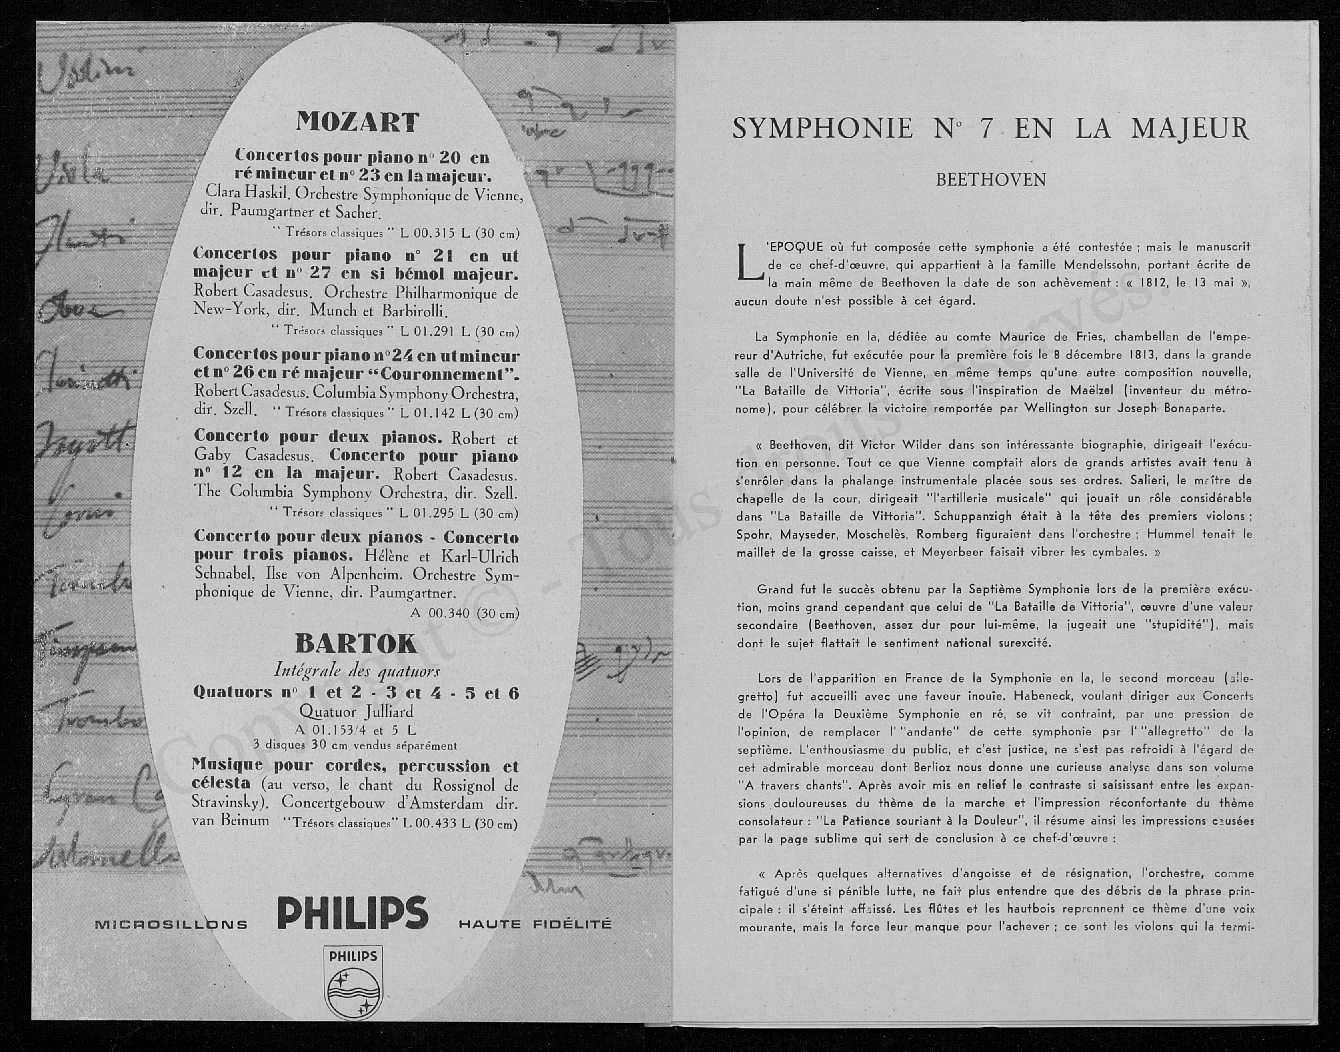 Violini
Viola
Flauti
Oboe
Clarinetti
Fagotti
Corni
Trombe
Timpani
Trombo
MOZART
Concertos pour piano n° 20 en
ré mineur et n° 23 en la majeur.
Clara Haskil. Orchestre Symphonique de Vienne,
dir. Paumgartner et Sacher.
" Trésors classiques " L 00.315 L (30 cm)
Concertos pour piano n° 21 en ut
majeur et n° 27 en si bémol majeur.
Robert Casadesus. Orchestre Philharmonique de
New-York, dir. Munch et Barbirolli.
" Trésors classiques " L 01.291 L (30 cm)
Concertos pour piano n° 24 en ut mineur
et n° 26 en ré majeur “Couronnement”.
Robert Casadesus. Columbia Symphony Orchestra,
dir. Szell. " Trésors classiques " L 01.142 L (30 cm)
Concerto pour deux pianos. Robert et
Gaby Casadesus. Concerto pour piano
n° 12 en la majeur. Robert Casadesus.
The Columbia Symphony Orchestra, dir. Szell.
" Trésors classiques " L 01.295 L (30 cm)
Concerto pour deux pianos - Concerto
pour trois pianos. Hélène et Karl-Ulrich
Schnabel, Ilse von Alpenheim. Orchestre Sym-
phonique de Vienne, dir. Paumgartner.
A 00.340 (30 cm)
BARTOK
Intégrale des quatuors
Quatuors n° 1 et 2 - 3 et 4 - 5 et 6
Quatuor Julliard
A 01.153/4 et 5 L
3 disques 30 cm vendus séparément
Musique pour cordes, percussion et
célesta (au verso, le chant du Rossignol de
Stravinsky). Concertgebouw d'Amsterdam dir.
van Beinum "Trésors classiques" L 00.433 L (30 cm)
MICROSILLONS PHILIPS HAUTE FIDÉLITÉ
PHILIPS
SYMPHONIE N° 7 EN LA MAJEUR
BEETHOVEN
L'EPOQUE où fut composée cette symphonie a été contestée ; mais le manuscrit
de ce chef-d'œuvre, qui appartient à la famille Mendelssohn, portant écrite de
la main même de Beethoven la date de son achèvement : « 1812, le 13 mai »,
aucun doute n'est possible à cet égard.
La Symphonie en la, dédiée au comte Maurice de Fries, chambellan de l'empe-
reur d'Autriche, fut exécutée pour la première fois le 8 décembre 1813, dans la grande
salle de l'Université de Vienne, en même temps qu'une autre composition nouvelle,
"La Bataille de Vittoria", écrite sous l'inspiration de Maëlzel (inventeur du métro-
nome), pour célébrer la victoire remportée par Wellington sur Joseph Bonaparte.
« Beethoven, dit Victor Wilder dans son intéressante biographie, dirigeait l'exécu-
tion en personne. Tout ce que Vienne comptait alors de grands artistes avait tenu à
s'enrôler dans la phalange instrumentale placée sous ses ordres. Salieri, le maître de
chapelle de la cour, dirigeait "l'artillerie musicale" qui jouait un rôle considérable
dans "La Bataille de Vittoria". Schuppanzigh était à la tête des premiers violons ;
Spohr, Mayseder, Moschelès, Romberg figuraient dans l'orchestre ; Hummel tenait le
maillet de la grosse caisse, et Meyerbeer faisait vibrer les cymbales. »
Grand fut le succès obtenu par la Septième Symphonie lors de la première exécu-
tion, moins grand cependant que celui de "La Bataille de Vittoria", œuvre d'une valeur
secondaire (Beethoven, assez dur pour lui-même, la jugeait une "stupidité"), mais
dont le sujet flattait le sentiment national surexcité.
Lors de l'apparition en France de la Symphonie en la, le second morceau (alle-
gretto) fut accueilli avec une faveur inouïe. Habeneck, voulant diriger aux Concerts
de l'Opéra la Deuxième Symphonie en ré, se vit contraint, par une pression de
l'opinion, de remplacer l' "andante" de cette symphonie par l' "allegretto" de la
septième. L'enthousiasme du public, et c'est justice, ne s'est pas refroidi à l'égard de
cet admirable morceau dont Berlioz nous donne une curieuse analyse dans son volume
"A travers chants". Après avoir mis en relief le contraste si saisissant entre les expan-
sions douloureuses du thème de la marche et l'impression réconfortante du thème
consolateur : "La Patience souriant à la Douleur", il résume ainsi les impressions causées
par la page sublime qui sert de conclusion à ce chef-d'œuvre :
« Après quelques alternatives d'angoisse et de résignation, l'orchestre, comme
fatigué d'une si pénible lutte, ne fait plus entendre que des débris de la phrase prin-
cipale : il s'éteint affaissé. Les flûtes et les hautbois reprennent ce thème d'une voix
mourante, mais la force leur manque pour l'achever ; ce sont les violons qui la termi-
Copyright © - Tous droits réservés.